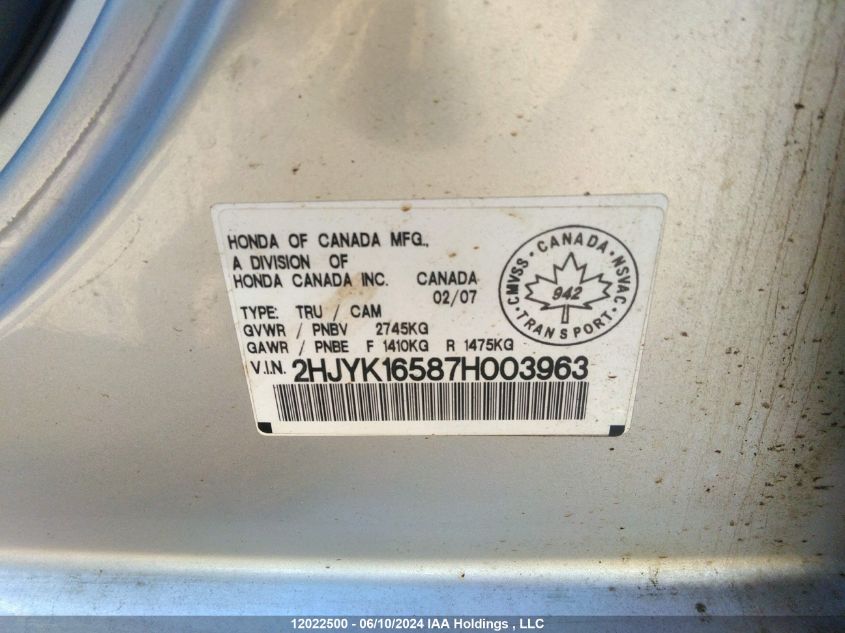 HONDA OF CANADA MFG.,
A DIVISION OF
HONDA CANADA INC. CANADA
02/07
TYPE: TRU / CAM
GVWR / PNBV 2745KG
GAWR / PNBE F 1410KG R 1475KG
V.I.N. 2HJYK16587H003963
CMVSS · CANADA · NSVAC
942
· TRANSPORT ·
12022500 - 06/10/2024 IAA Holdings , LLC